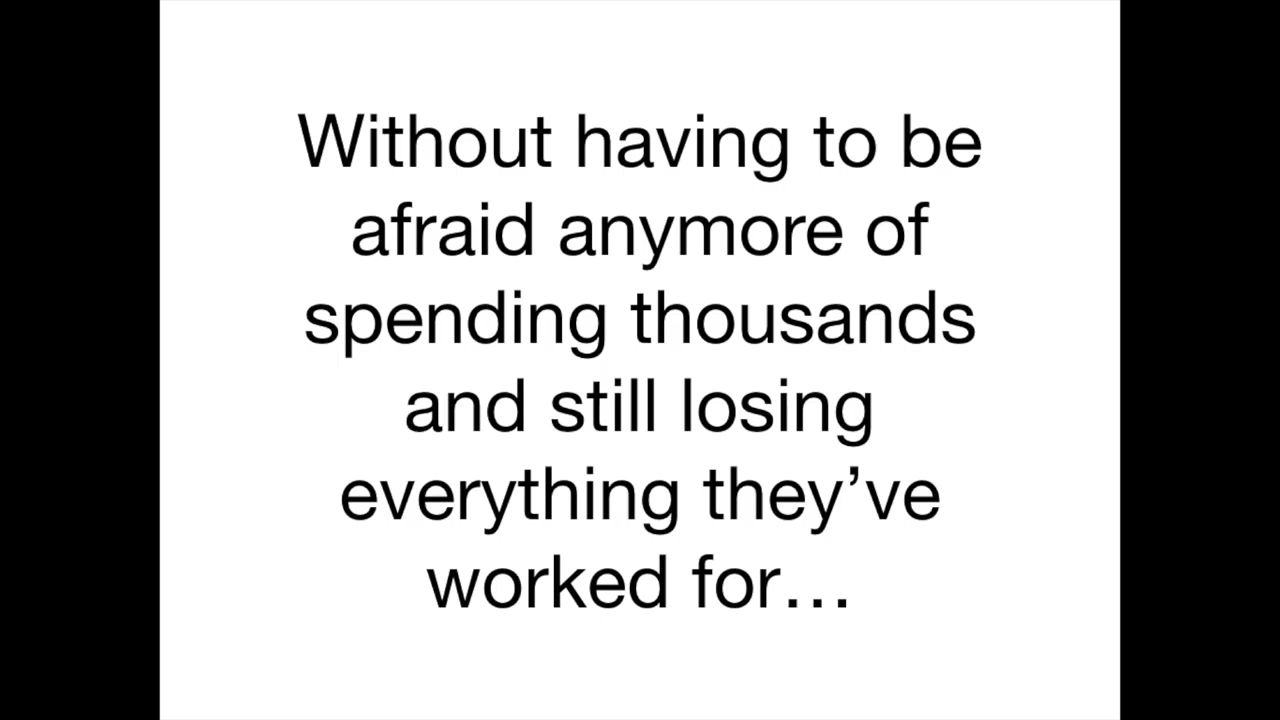 Without having to be
afraid anymore of
spending thousands
and still losing
everything they’ve
worked for…